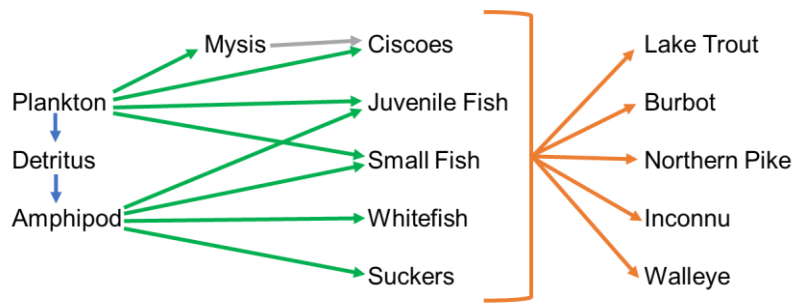 Mysis
Ciscoes
Lake Trout
Plankton
Juvenile Fish
Burbot
Detritus
Small Fish
Northern Pike
Amphipod
Whitefish
Inconnu
Suckers
Walleye